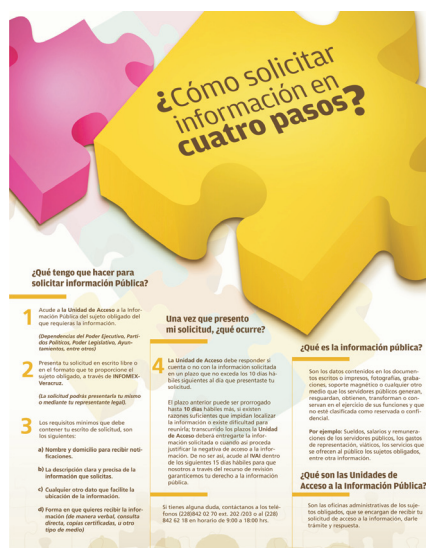 ¿Cómo solicitar
información en
cuatro pasos?
¿Qué tengo que hacer para
solicitar información Pública?
1
Acude a la Unidad de Acceso a la Infor-
mación Pública del sujeto obligado del
que requieras la información.
(Dependencias del Poder Ejecutivo, Parti-
dos Políticos, Poder Legislativo, Ayun-
tamientos, entre otros)
2
Presenta tu solicitud en escrito libre o
en el formato que te proporcione el
sujeto obligado, a través de INFOMEX-
Veracruz.
(La solicitud podrás presentarla tu mismo
o mediante tu representante legal).
3
Los requisitos mínimos que debe
contener tu escrito de solicitud, son
los siguientes:
a) Nombre y domicilio para recibir noti-
ficaciones.
b) La descripción clara y precisa de la
información que solicitas.
c) Cualquier otro dato que facilite la
ubicación de la información.
d) Forma en que quieres recibir la infor-
mación (de manera verbal, consulta
directa, copias certificadas, u otro
tipo de medio)
Una vez que presento
mi solicitud, ¿qué ocurre?
4
La Unidad de Acceso debe responder si
cuenta o no con la información solicitada
en un plazo que no exceda los 10 días há-
biles siguientes al día que presentaste tu
solicitud.
El plazo anterior puede ser prorrogado
hasta 10 días hábiles más, si existen
razones suficientes que impidan localizar
la información o existe dificultad para
reunirla; transcurrido los plazos la Unidad
de Acceso deberá entregarte la infor-
mación solicitada o cuando así proceda
justificar la negativa de acceso a la infor-
mación. De no ser así, acude al IVAI dentro
de los siguientes 15 días hábiles para que
nosotros a través del recurso de revisión
garanticemos tu derecho a la información
pública.
Si tienes alguna duda, contáctanos a los telé-
fonos (228)842 02 70 ext. 202 /203 o al (228)
842 62 18 en horario de 9:00 a 18:00 hrs.
¿Qué es la información pública?
Son los datos contenidos en los documen-
tos escritos o impresos, fotografías, graba-
ciones, soporte magnético o cualquier otro
medio que los servidores públicos generan,
resguardan, obtienen, transforman o con-
servan en el ejercicio de sus funciones y que
no esté clasificada como reservada o confi-
dencial.
Por ejemplo: Sueldos, salarios y remunera-
ciones de los servidores públicos, los gastos
de representación, viáticos, los servicios que
se ofrecen al público los sujetos obligados,
entre otra información.
¿Qué son las Unidades de
Acceso a la Información Pública?
Son las oficinas administrativas de los suje-
tos obligados, que se encargan de recibir tu
solicitud de acceso a la información, darle
trámite y respuesta.